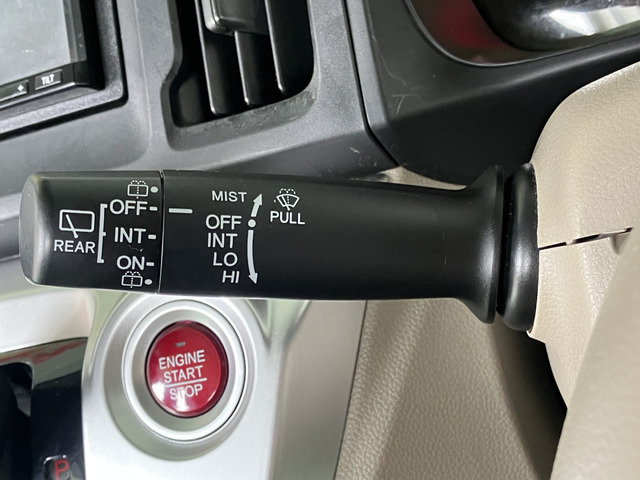 TILT
OFF
INT
ON
REAR
MIST
OFF
INT
LO
HI
PULL
ENGINE
START
STOP
P